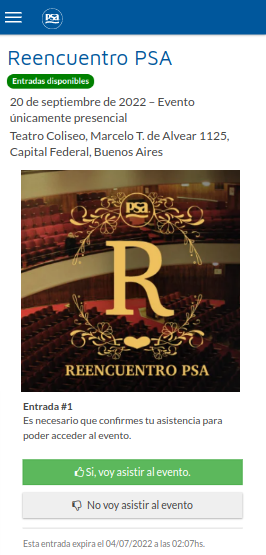 psa
Reencuentro PSA
Entradas disponibles
20 de septiembre de 2022 – Evento
únicamente presencial
Teatro Coliseo, Marcelo T. de Alvear 1125,
Capital Federal, Buenos Aires
psa
R
REENCUENTRO PSA
Entrada #1
Es necesario que confirmes tu asistencia para
poder acceder al evento.
Si, voy asistir al evento.
No voy asistir al evento
Esta entrada expira el 04/07/2022 a las 02:07hs.